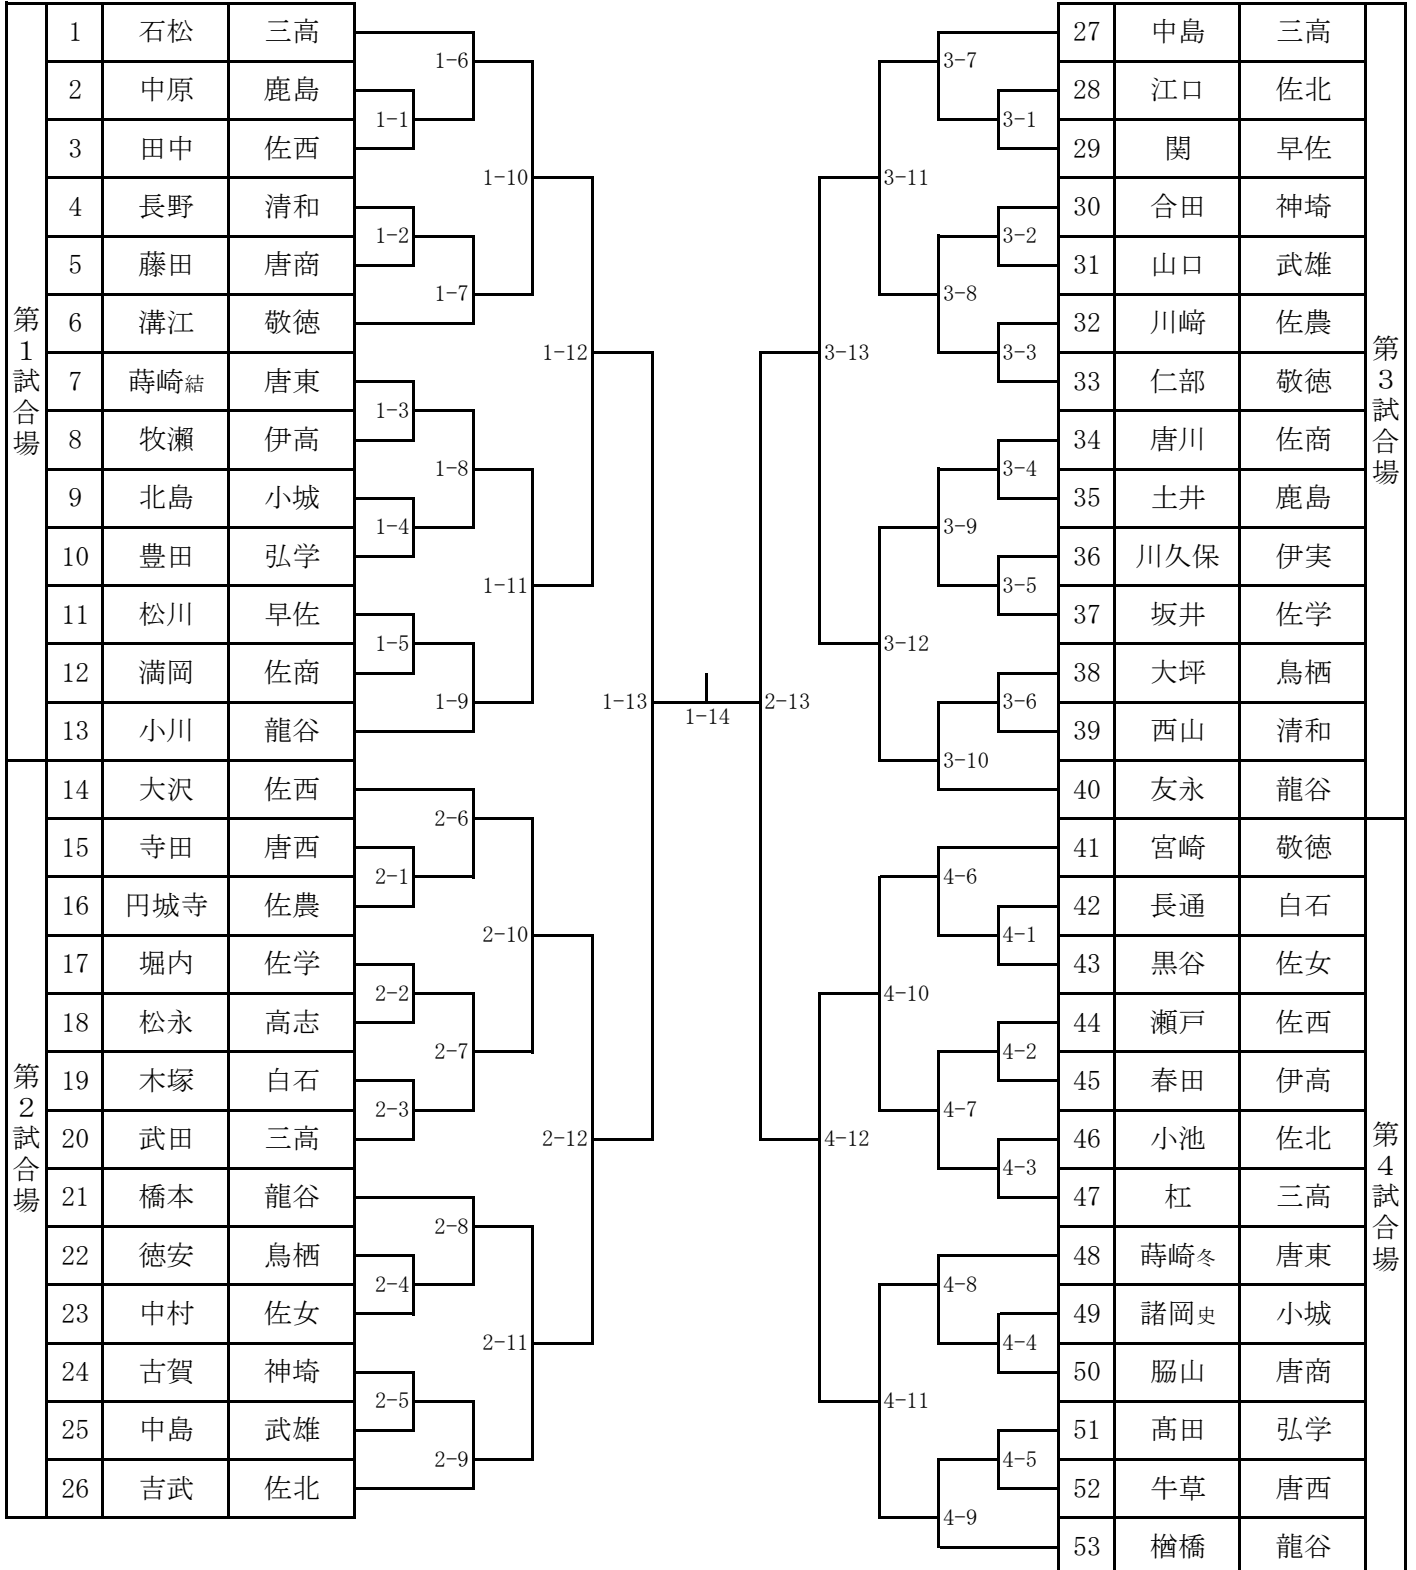 第1試合場
1 石松 三高
2 中原 鹿島
3 田中 佐西
4 長野 清和
5 藤田 唐商
6 溝江 敬徳
7 蒔崎結 唐東
8 牧瀬 伊高
9 北島 小城
10 豊田 弘学
11 松川 早佐
12 満岡 佐商
13 小川 龍谷
第2試合場
14 大沢 佐西
15 寺田 唐西
16 円城寺 佐農
17 堀内 佐学
18 松永 高志
19 木塚 白石
20 武田 三高
21 橋本 龍谷
22 徳安 鳥栖
23 中村 佐女
24 古賀 神埼
25 中島 武雄
26 吉武 佐北
1-6
1-1
1-10
1-2
1-7
1-12
1-3
1-8
1-4
1-11
1-5
1-9
1-13
1-14
2-6
2-1
2-10
2-2
2-7
2-3
2-12
2-8
2-4
2-11
2-5
2-9
3-7
3-1
3-11
3-2
3-8
3-3
3-13
3-4
3-9
3-5
3-12
3-6
3-10
2-13
4-6
4-1
4-10
4-2
4-7
4-3
4-12
4-8
4-4
4-11
4-5
4-9
第3試合場
27 中島 三高
28 江口 佐北
29 関 早佐
30 合田 神埼
31 山口 武雄
32 川﨑 佐農
33 仁部 敬徳
34 唐川 佐商
35 土井 鹿島
36 川久保 伊実
37 坂井 佐学
38 大坪 鳥栖
39 西山 清和
40 友永 龍谷
第4試合場
41 宮崎 敬徳
42 長通 白石
43 黒谷 佐女
44 瀬戸 佐西
45 春田 伊高
46 小池 佐北
47 杠 三高
48 蒔崎冬 唐東
49 諸岡史 小城
50 脇山 唐商
51 髙田 弘学
52 牛草 唐西
53 楢橋 龍谷